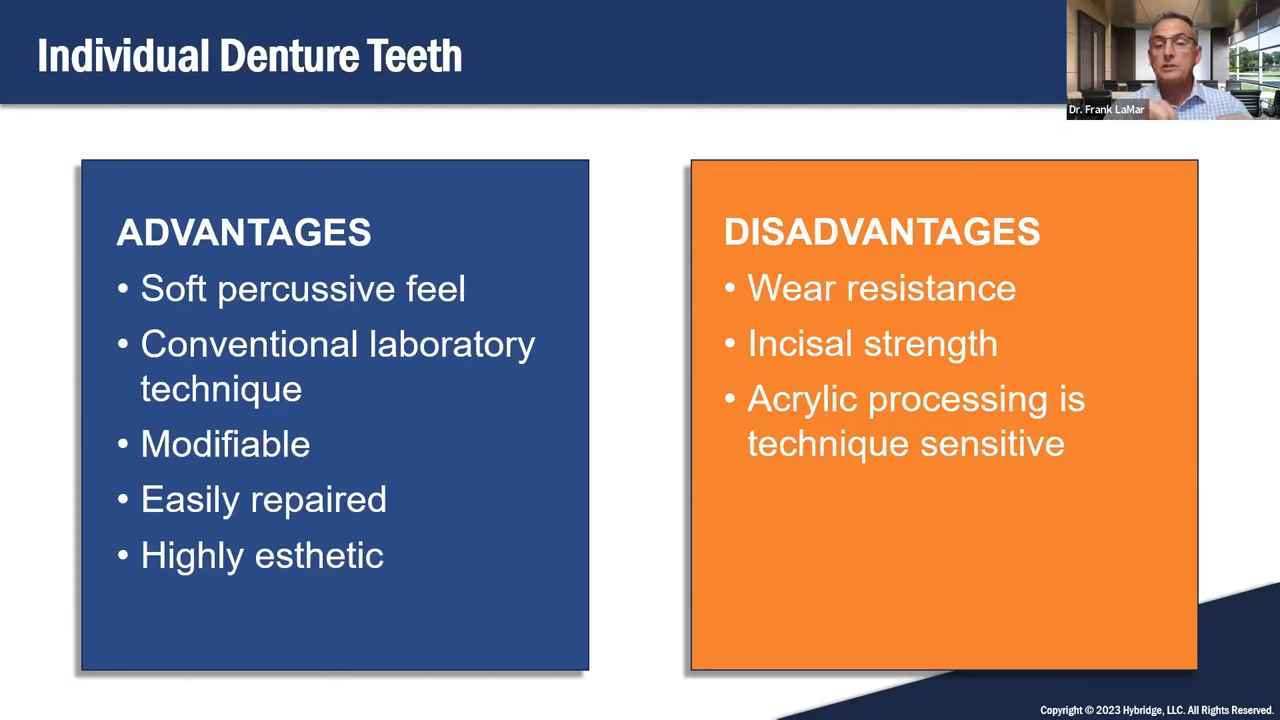 Individual Denture Teeth
Dr. Frank LaMar
ADVANTAGES
• Soft percussive feel
• Conventional laboratory
technique
• Modifiable
• Easily repaired
• Highly esthetic
DISADVANTAGES
• Wear resistance
• Incisal strength
• Acrylic processing is
technique sensitive
Copyright © 2023 Hybridge, LLC. All Rights Reserved.